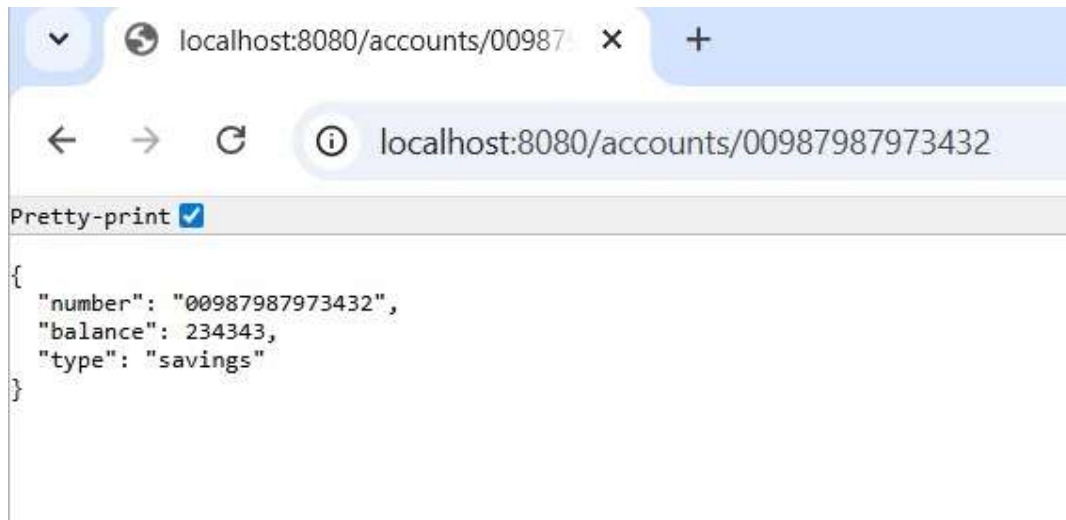 localhost:8080/accounts/00987
localhost:8080/accounts/00987987973432
Pretty-print
{
"number": "00987987973432",
"balance": 234343,
"type": "savings"
}